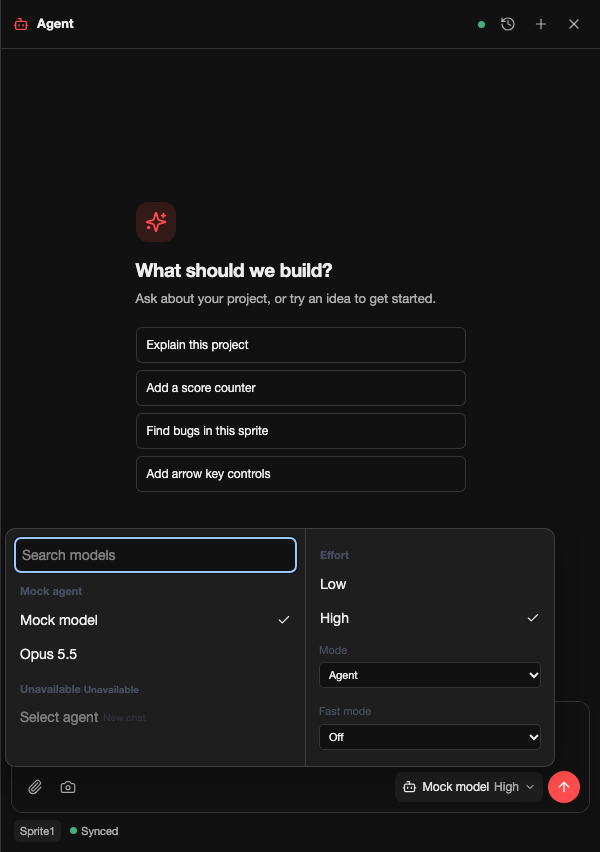 Agent
What should we build?
Ask about your project, or try an idea to get started.
Explain this project
Add a score counter
Find bugs in this sprite
Add arrow key controls
Search models
Mock agent
Mock model
Opus 5.5
Unavailable Unavailable
Select agent New chat
Effort
Low
High
Mode
Agent
Fast mode
Off
Mock model High
Sprite1 Synced